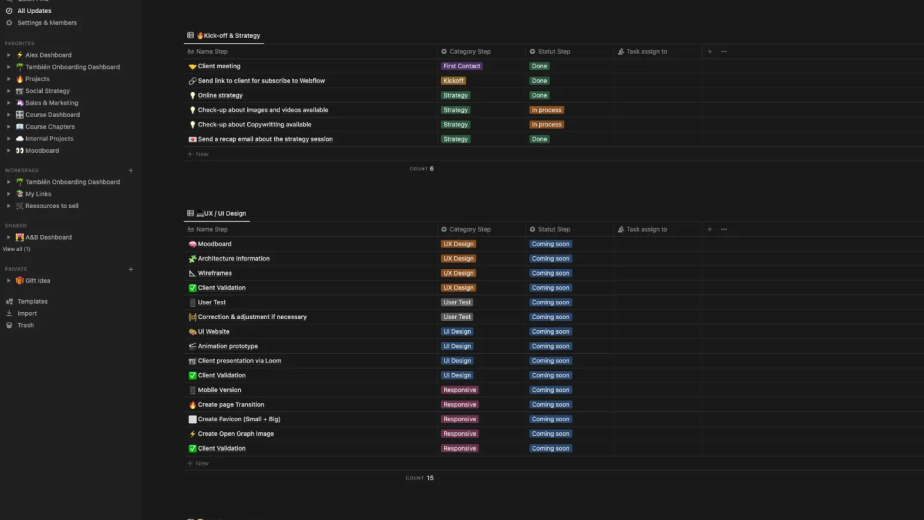 All Updates
Settings & Members
FAVORITES
Alex Dashboard
También Onboarding Dashboard
Projects
Social Strategy
Sales & Marketing
Course Dashboard
Course Chapters
Internal Projects
Moodboard
WORKSPACE
También Onboarding Dashboard
My Links
Ressources to sell
SHARED
A&B Dashboard
View all (1)
PRIVATE
Gift Idea
Templates
Import
Trash
Kick-off & Strategy
Name Step Category Step Statut Step Task assign to
Client meeting First Contact Done
Send link to client for subscribe to Webflow Kickoff Done
Online strategy Strategy Done
Check-up about images and videos available Strategy In process
Check-up about Copywritting available Strategy In process
Send a recap email about the strategy session Strategy Done
New
COUNT 6
UX / UI Design
Name Step Category Step Statut Step Task assign to
Moodboard UX Design Coming soon
Architecture Information UX Design Coming soon
Wireframes UX Design Coming soon
Client Validation UX Design Coming soon
User Test User Test Coming soon
Correction & adjustment if necessary User Test Coming soon
Ui Website UI Design Coming soon
Animation prototype UI Design Coming soon
Client presentation via Loom UI Design Coming soon
Client Validation UI Design Coming soon
Mobile Version Responsive Coming soon
Create page Transition Responsive Coming soon
Create Favicon (Small + Big) Responsive Coming soon
Create Open Graph Image Responsive Coming soon
Client Validation Responsive Coming soon
New
COUNT 15